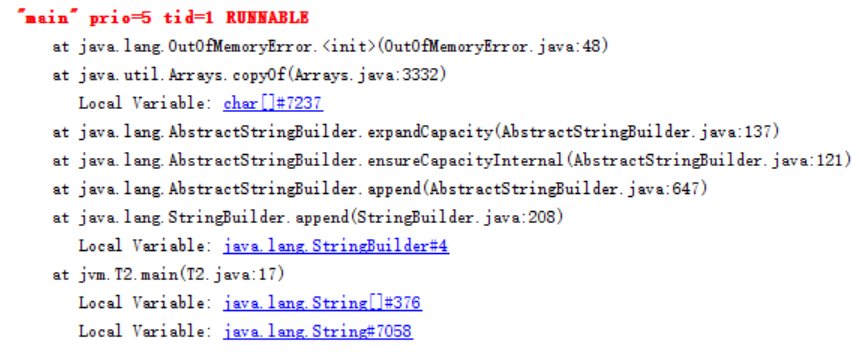 "main" prio=5 tid=1 RUNNABLE
at java.lang.OutOfMemoryError.<init>(OutOfMemoryError.java:48)
at java.util.Arrays.copyOf(Arrays.java:3332)
Local Variable: char[]#7237
at java.lang.AbstractStringBuilder.expandCapacity(AbstractStringBuilder.java:137)
at java.lang.AbstractStringBuilder.ensureCapacityInternal(AbstractStringBuilder.java:121)
at java.lang.AbstractStringBuilder.append(AbstractStringBuilder.java:647)
at java.lang.StringBuilder.append(StringBuilder.java:208)
Local Variable: java.lang.StringBuilder#4
at jvm.T2.main(T2.java:17)
Local Variable: java.lang.String[]#376
Local Variable: java.lang.String#7058